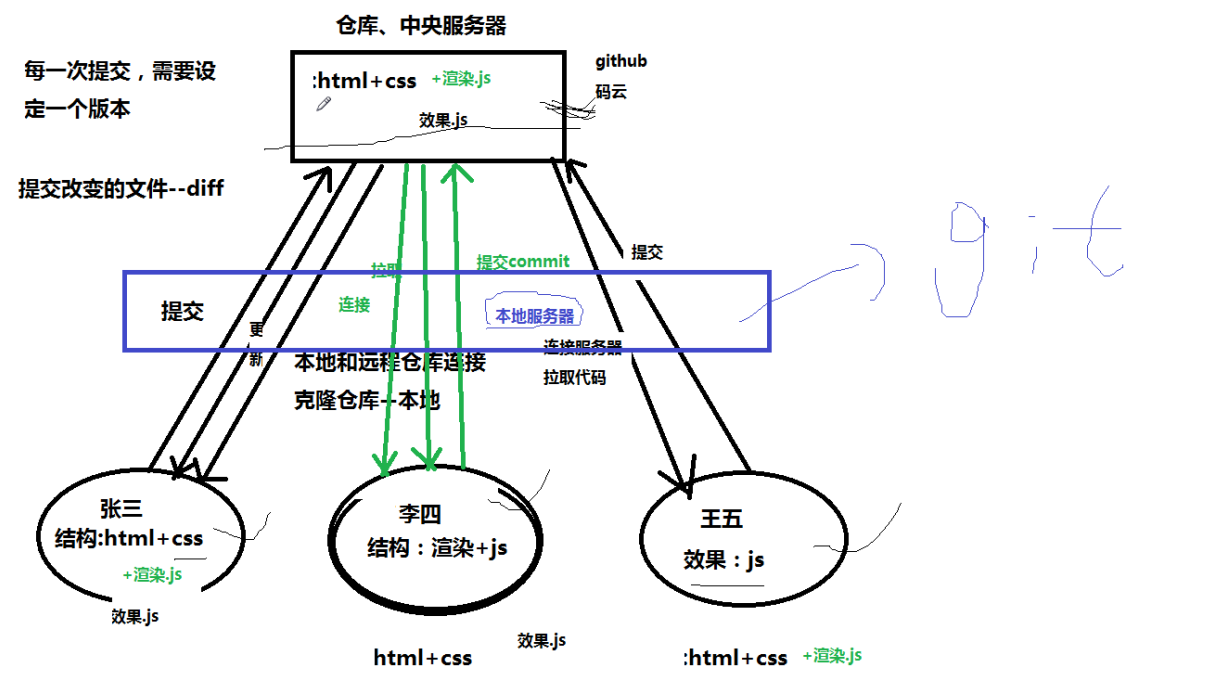 仓库、中央服务器
每一次提交，需要设
定一个版本
:html+css +渲染.js
效果.js
github
码云
提交改变的文件--diff
git
提交
拉取
提交commit
提交
连接
本地服务器
更
新
本地和远程仓库连接
克隆仓库--本地
连接服务器
拉取代码
张三
结构:html+css
+渲染.js
效果.js
李四
结构：渲染+js
效果.js
html+css
王五
效果：js
:html+css +渲染.js